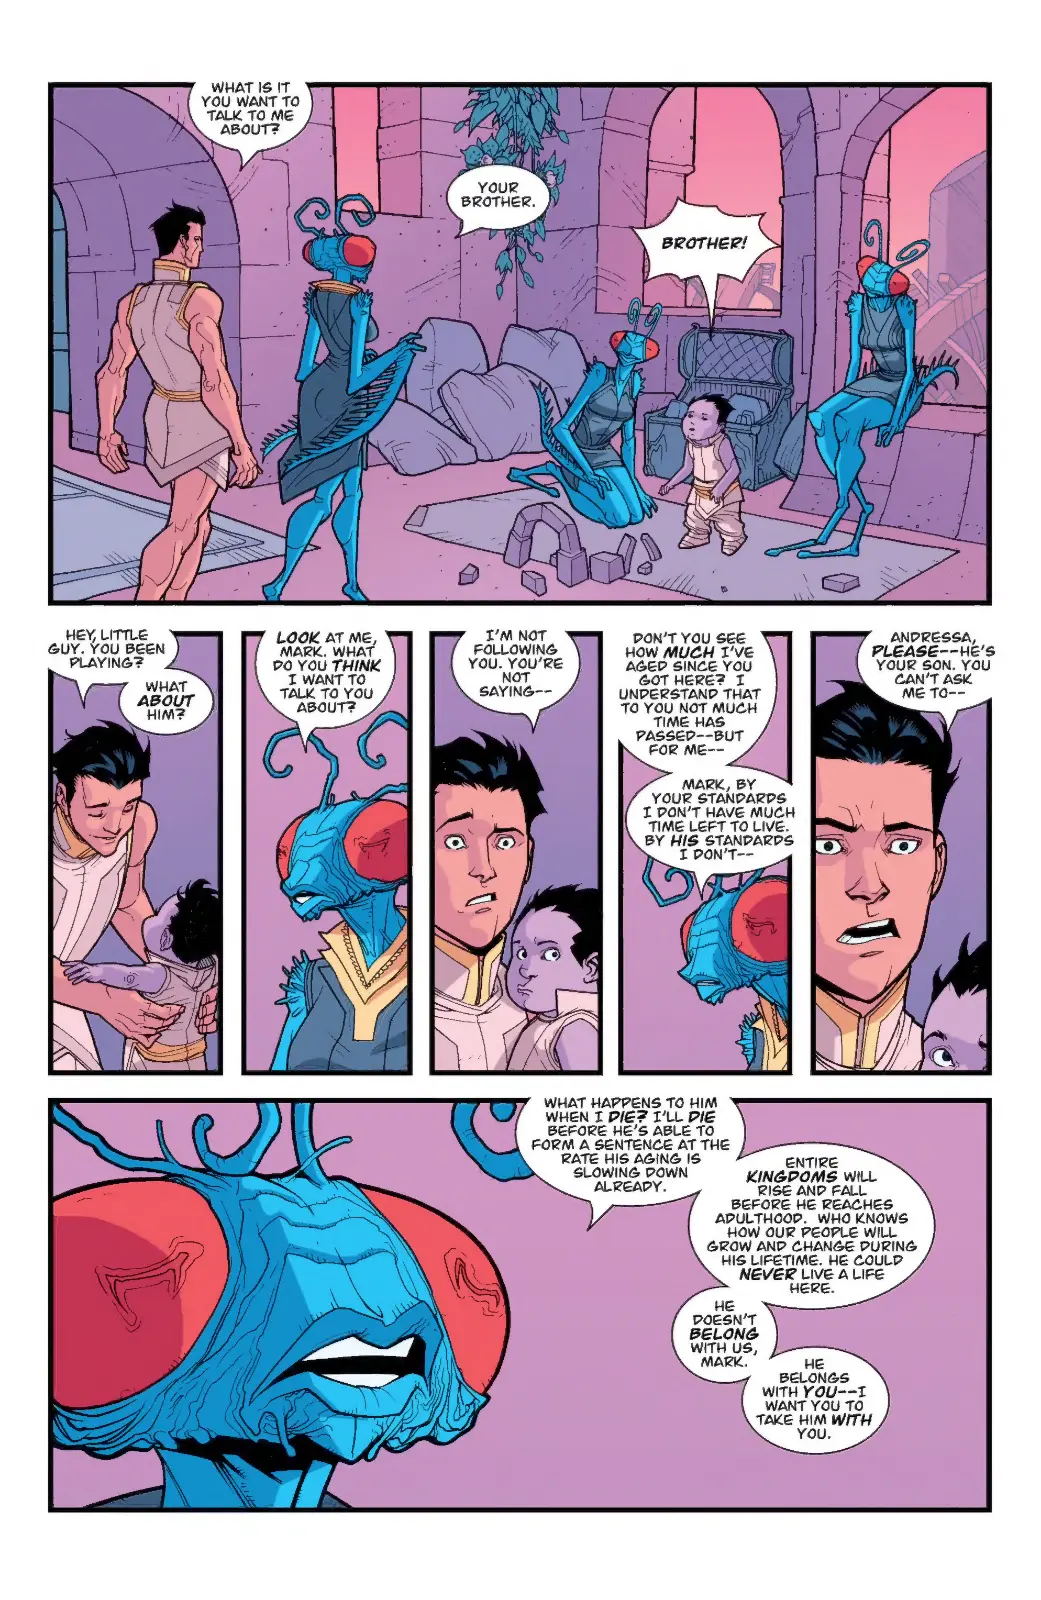 WHAT IS IT
YOU WANT TO
TALK TO ME
ABOUT?
YOUR
BROTHER.
BROTHER!
HEY, LITTLE
GUY. YOU BEEN
PLAYING?
WHAT
ABOUT
HIM?
LOOK AT ME,
MARK. WHAT
DO YOU THINK
I WANT TO
TALK TO YOU
ABOUT?
I'M NOT
FOLLOWING
YOU. YOU'RE
NOT
SAYING--
DON'T YOU SEE
HOW MUCH I'VE
AGED SINCE YOU
GOT HERE? I
UNDERSTAND THAT
TO YOU NOT MUCH
TIME HAS
PASSED--BUT
FOR ME--
MARK, BY
YOUR STANDARDS
I DON'T HAVE MUCH
TIME LEFT TO LIVE.
BY HIS STANDARDS
I DON'T--
ANDRESSA,
PLEASE--HE'S
YOUR SON. YOU
CAN'T ASK
ME TO--
WHAT HAPPENS TO HIM
WHEN I DIE? I'LL DIE
BEFORE HE'S ABLE TO
FORM A SENTENCE AT THE
RATE HIS AGING IS
SLOWING DOWN
ALREADY.
ENTIRE
KINGDOMS WILL
RISE AND FALL
BEFORE HE REACHES
ADULTHOOD. WHO KNOWS
HOW OUR PEOPLE WILL
GROW AND CHANGE DURING
HIS LIFETIME. HE COULD
NEVER LIVE A LIFE
HERE.
HE
DOESN'T
BELONG
WITH US,
MARK.
HE
BELONGS
WITH YOU--I
WANT YOU TO
TAKE HIM WITH
YOU.